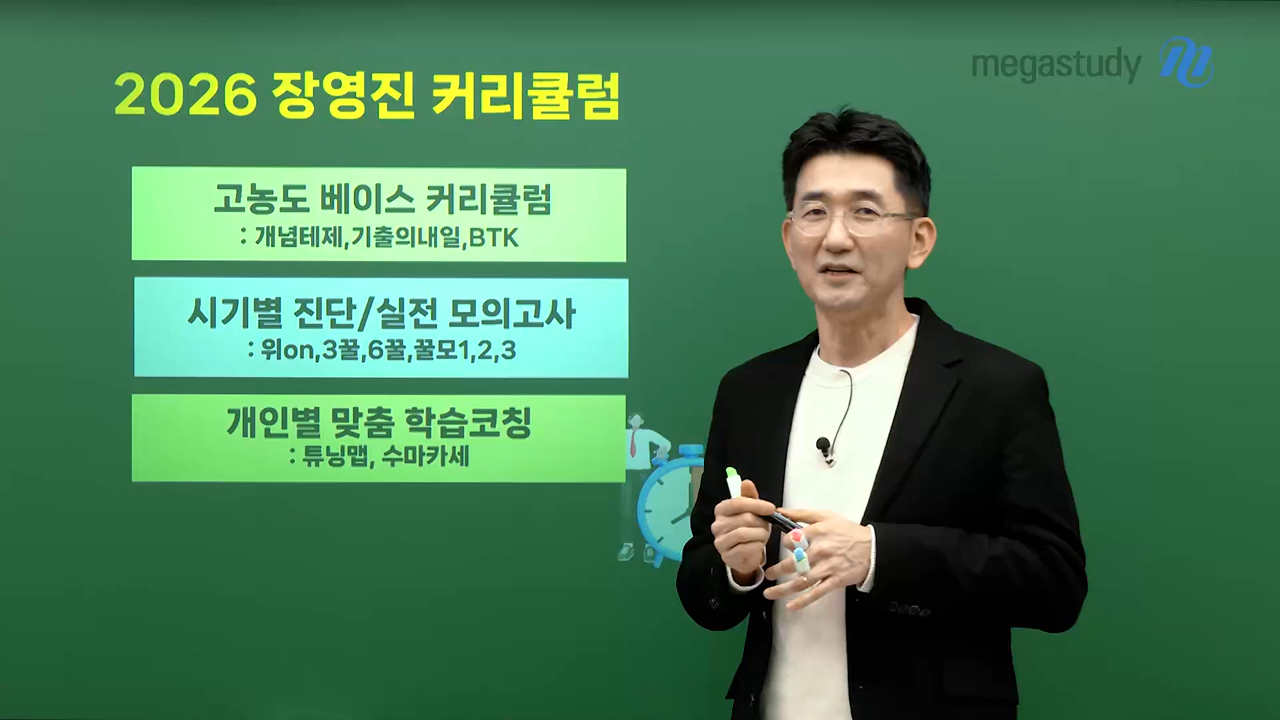 megastudy
2026 장영진 커리큘럼
고농도 베이스 커리큘럼
: 개념테제,기출의내일,BTK
시기별 진단/실전 모의고사
: 위on,3꿀,6꿀,꿀모1,2,3
개인별 맞춤 학습코칭
: 튜닝맵, 수마카세